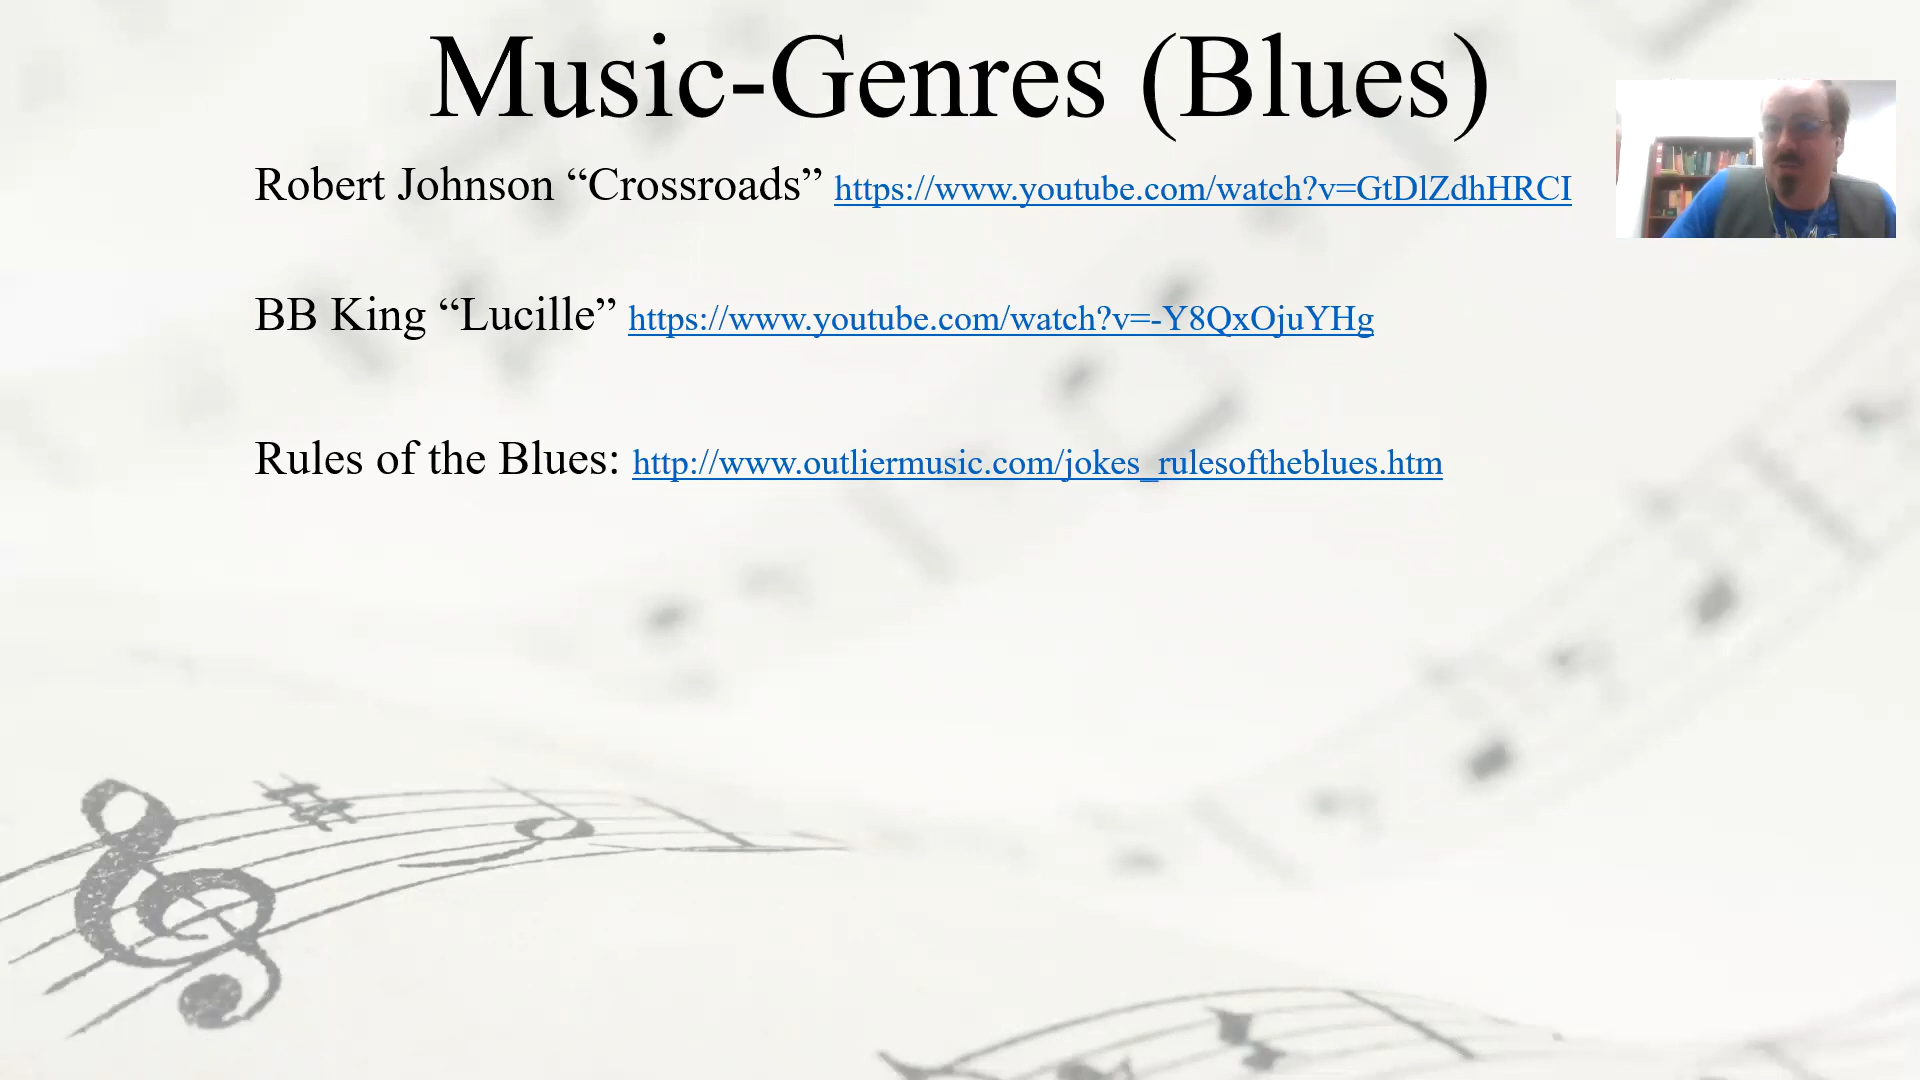 Music-Genres (Blues)
Robert Johnson “Crossroads” https://www.youtube.com/watch?v=GtDlZdhHRCI
BB King “Lucille” https://www.youtube.com/watch?v=-Y8QxOjuYHg
Rules of the Blues: http://www.outliermusic.com/jokes_rulesoftheblues.htm